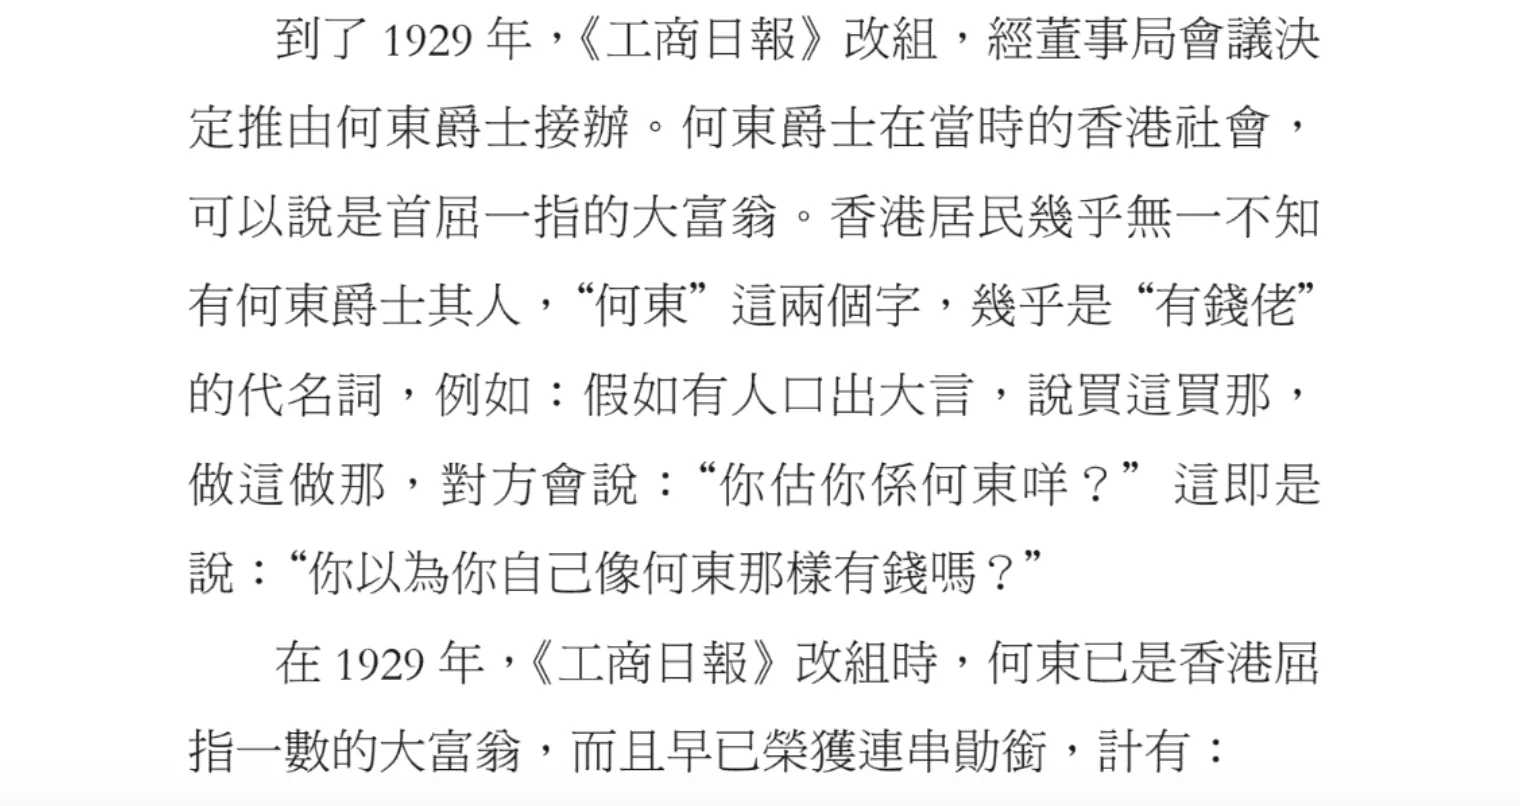 到了 1929 年，《工商日報》改組，經董事局會議決
定推由何東爵士接辦。何東爵士在當時的香港社會，
可以說是首屈一指的大富翁。香港居民幾乎無一不知
有何東爵士其人，“何東” 這兩個字，幾乎是 “有錢佬”
的代名詞，例如：假如有人口出大言，說買這買那，
做這做那，對方會說：“你估你係何東咩？” 這即是
說：“你以為你自己像何東那樣有錢嗎？”
在 1929 年，《工商日報》改組時，何東已是香港屈
指一數的大富翁，而且早已榮獲連串勛銜，計有：